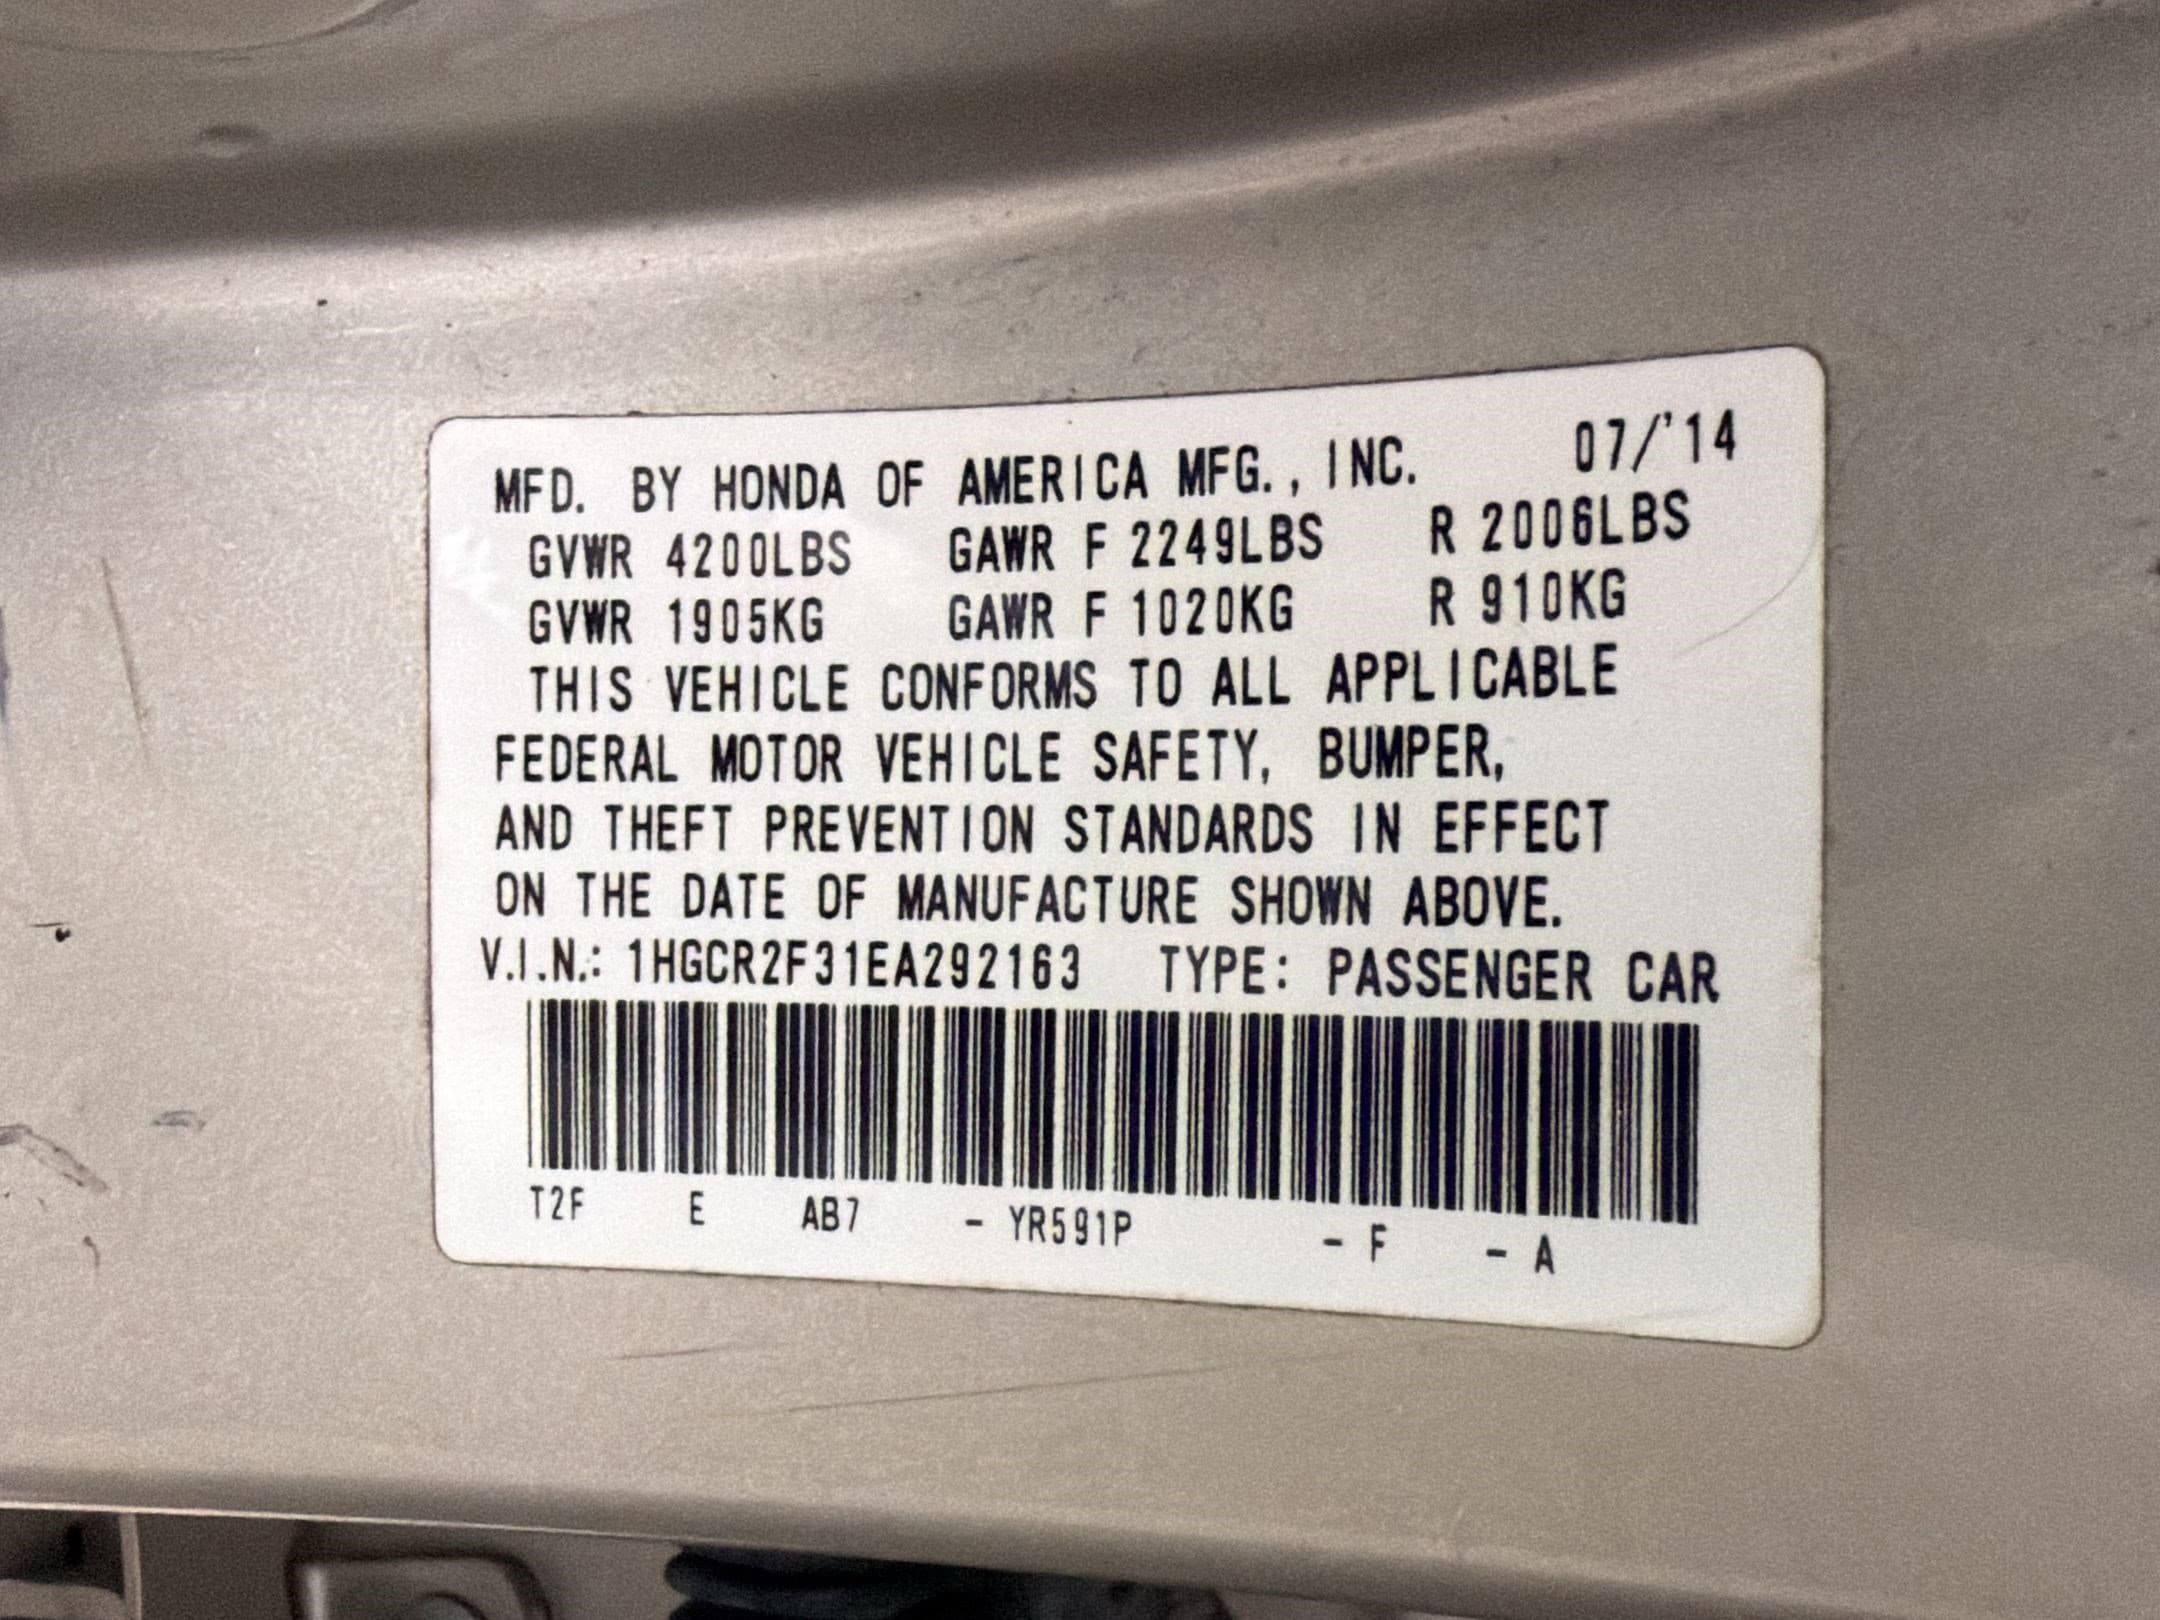 MFD. BY HONDA OF AMERICA MFG., INC. 07/'14
GVWR 4200LBS GAWR F 2249LBS R 2006LBS
GVWR 1905KG GAWR F 1020KG R 910KG
THIS VEHICLE CONFORMS TO ALL APPLICABLE
FEDERAL MOTOR VEHICLE SAFETY, BUMPER,
AND THEFT PREVENTION STANDARDS IN EFFECT
ON THE DATE OF MANUFACTURE SHOWN ABOVE.
V.I.N.: 1HGCR2F31EA292163 TYPE: PASSENGER CAR
T2F E AB7 - YR591P - F - A